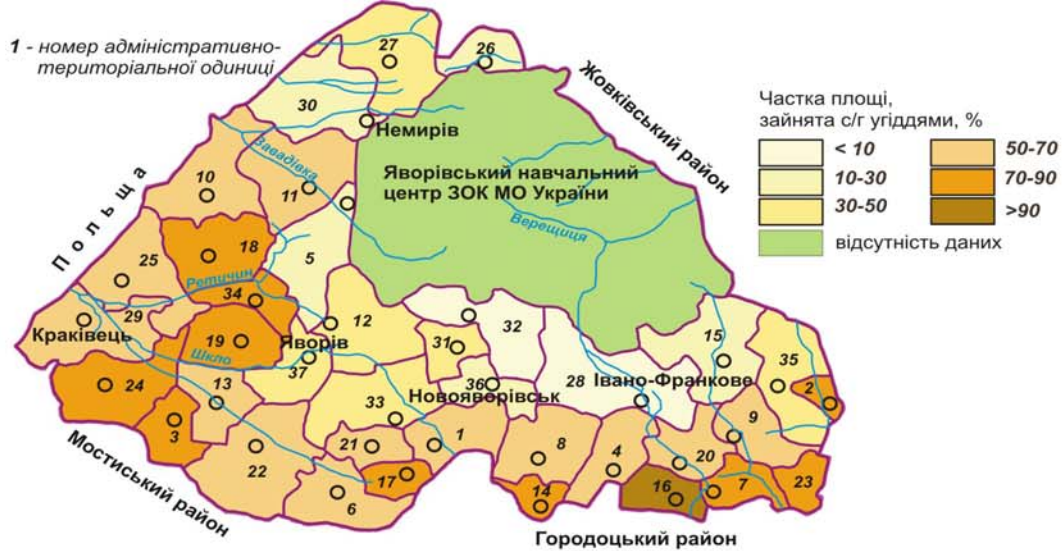 1 - номер адміністративно-
територіальної одиниці
27
26
30
Немирів
Жовківський район
Частка площі,
зайнята с/г угіддями, %
< 10
10-30
30-50
50-70
70-90
>90
відсутність даних
Завадівка
Яворівський навчальний
центр ЗОК МО України
Верещиця
Польща
10
11
5
18
25
Ретичин
34
29
Краківець
19
Яворів
12
32
31
15
35
Шкло
37
24
13
36
Новояворівськ
28
Івано-Франкове
2
33
3
21
1
8
4
9
20
22
17
6
14
16
7
23
Мостиський район
Городоцький район